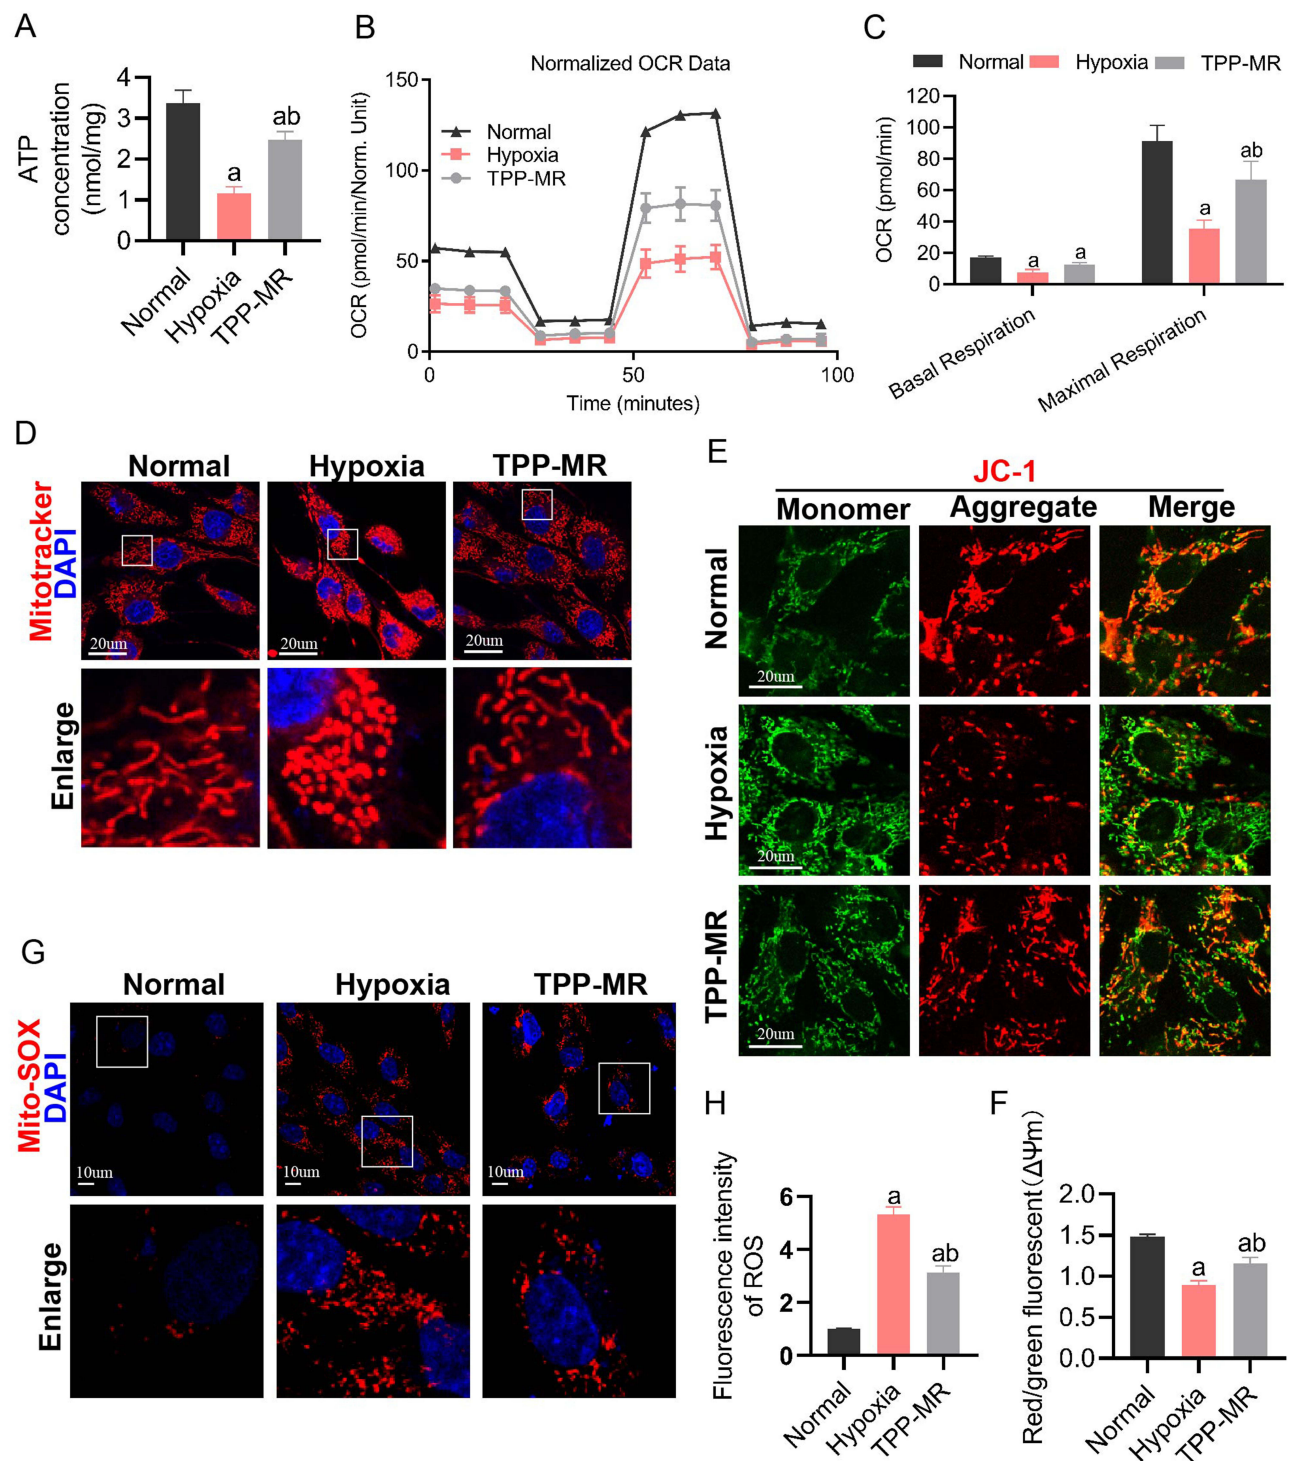 A
ATP
concentration
(nmol/mg)
4
3
2
1
0
a
ab
Normal
Hypoxia
TPP-MR
B
Normalized OCR Data
OCR (pmol/min/Norm. Unit)
150
100
50
0
Normal
Hypoxia
TPP-MR
0
50
100
Time (minutes)
C
Normal
Hypoxia
TPP-MR
OCR (pmol/min)
120
100
80
60
40
20
0
a
a
a
ab
Basal Respiration
Maximal Respiration
D
Normal
Hypoxia
TPP-MR
Mitotracker
DAPI
20um
20um
20um
Enlarge
E
JC-1
Monomer
Aggregate
Merge
Normal
20um
Hypoxia
20um
TPP-MR
20um
G
Normal
Hypoxia
TPP-MR
Mito-SOX
DAPI
10um
10um
10um
Enlarge
H
Fluorescence intensity
of ROS
6
4
2
0
a
ab
Normal
Hypoxia
TPP-MR
F
Red/green fluorescent(ΔΨm)
2.0
1.5
1.0
0.5
0.0
a
ab
Normal
Hypoxia
TPP-MR